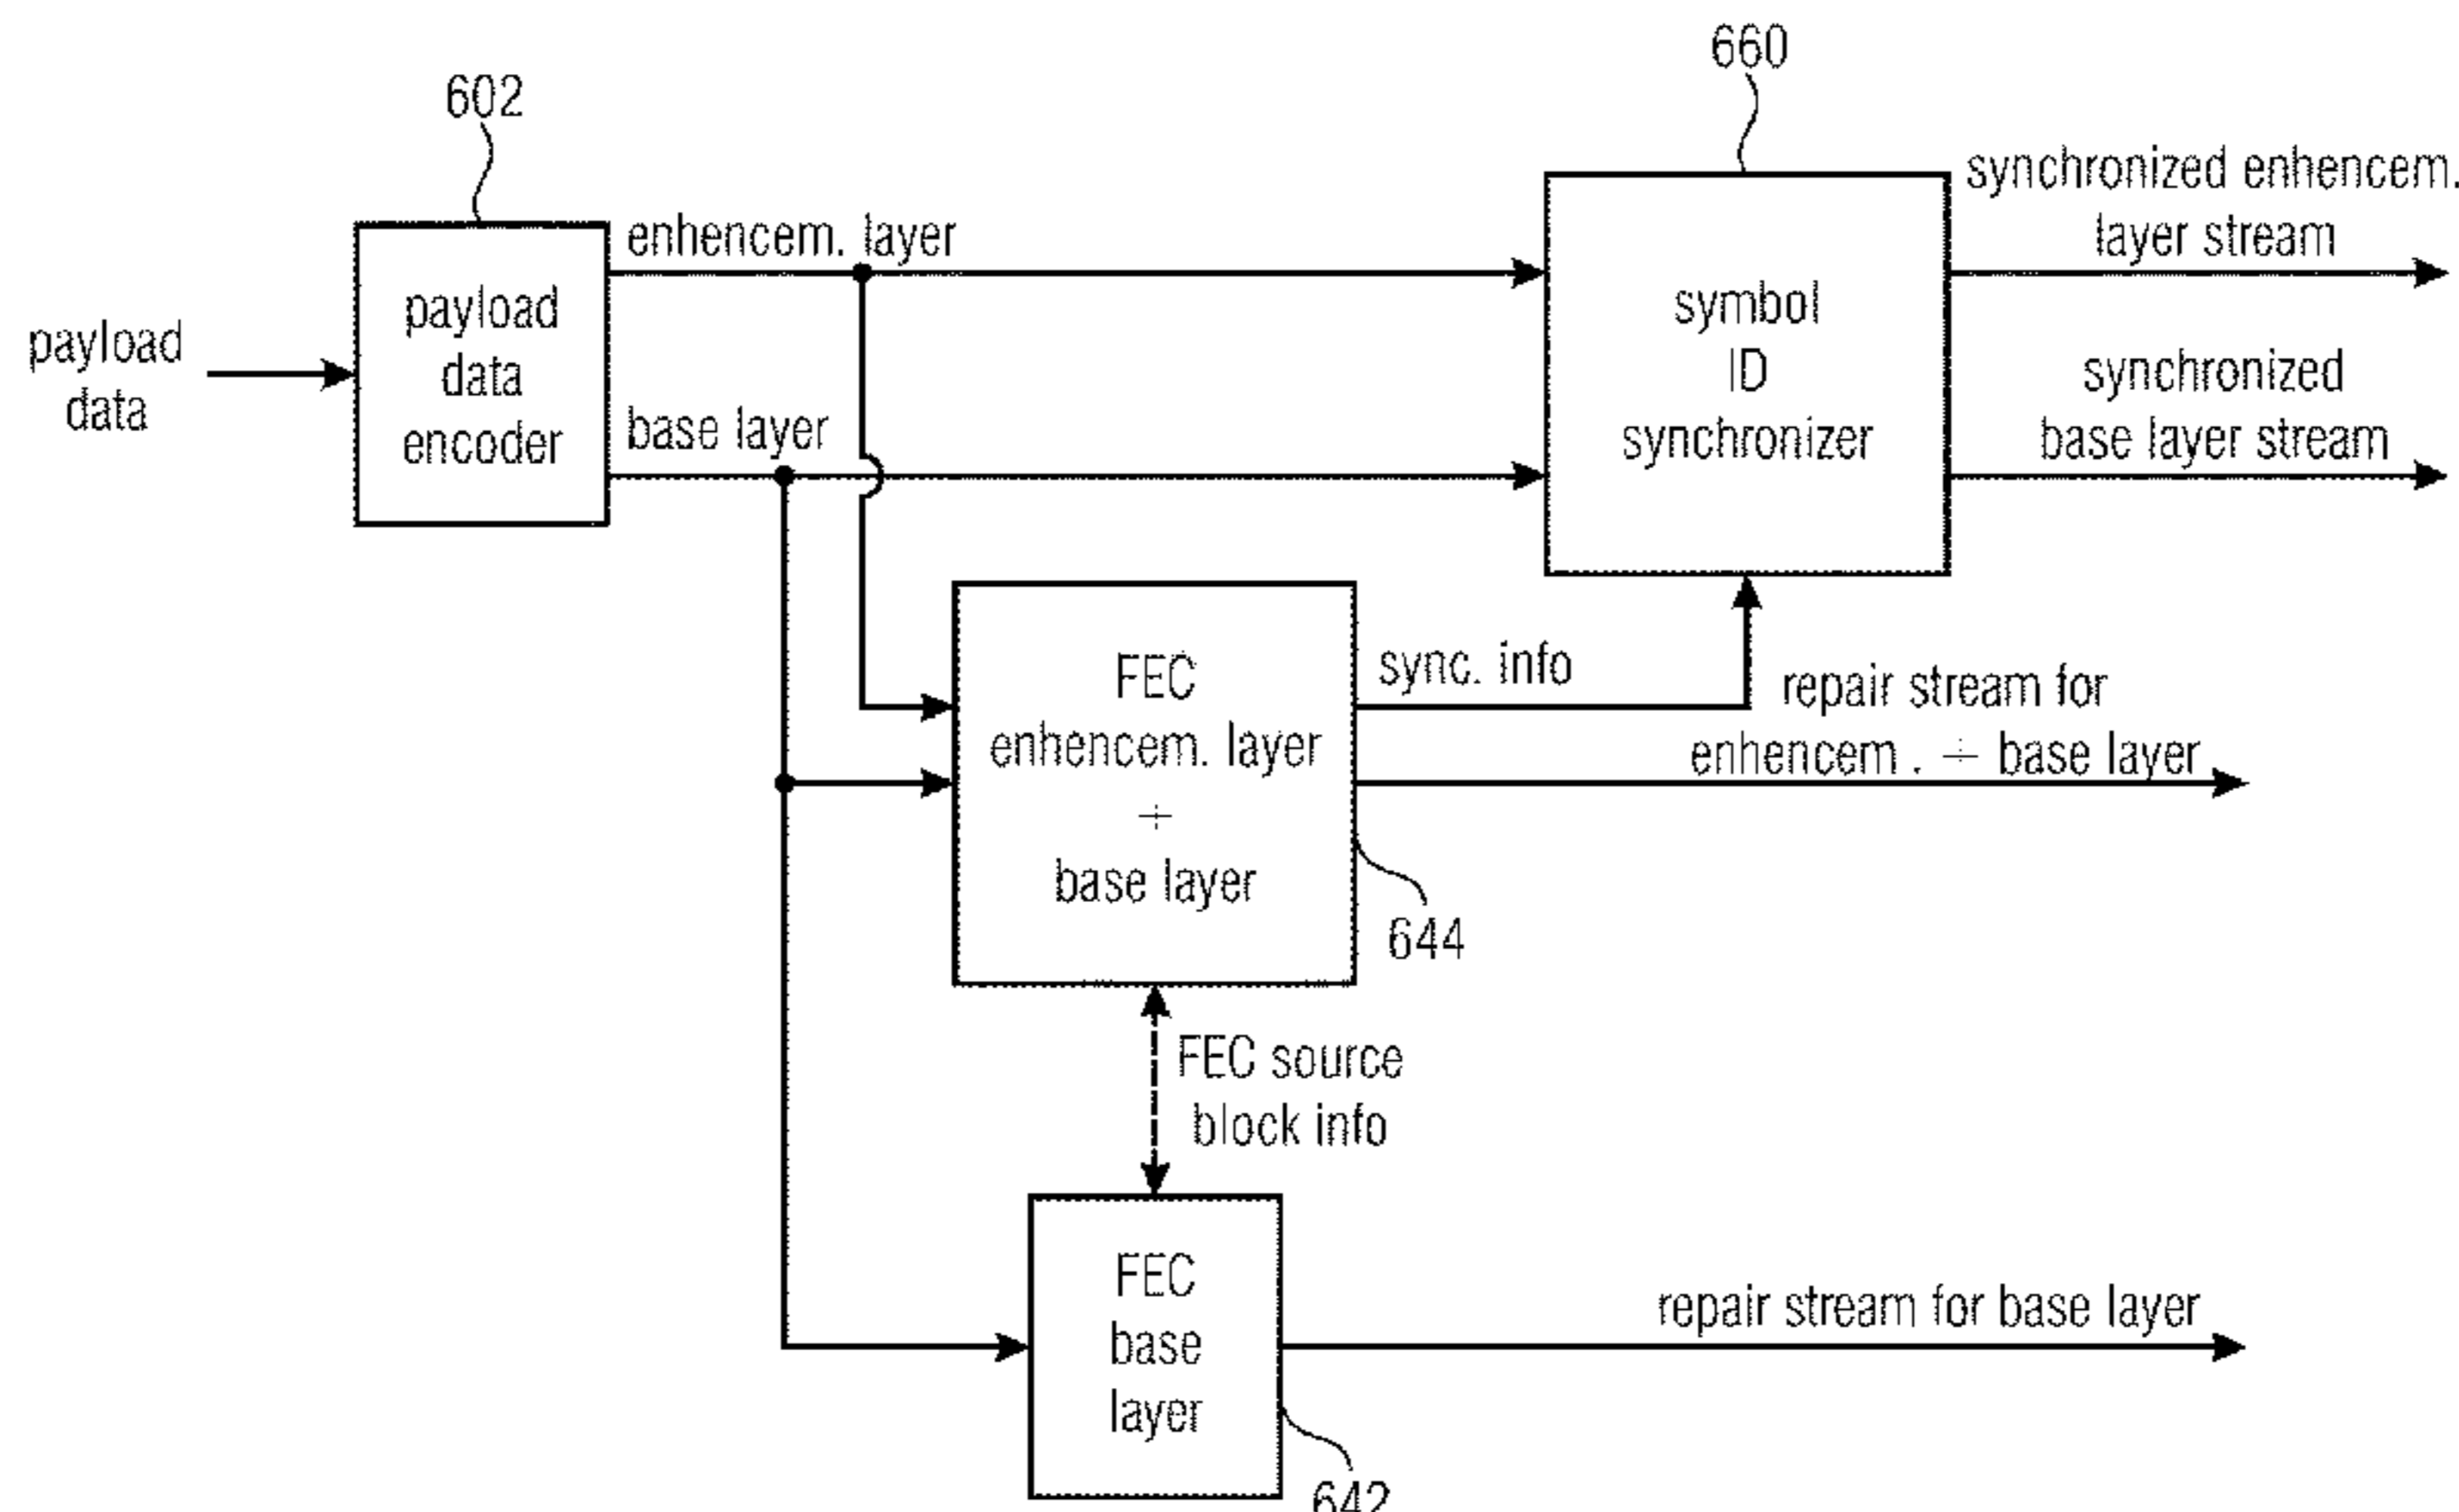 660
602
synchronized enhencem.
layer stream
enhencem. layer
payload
data
encoder
payload
data
symbol
ID
synchronizer
synchronized
base layer stream
base layer
FEC
enhencem. layer
+
base layer
sync. info
repair stream for
enhencem . + base layer
644
FEC source
block info
FEC
base
layer
repair stream for base layer
642